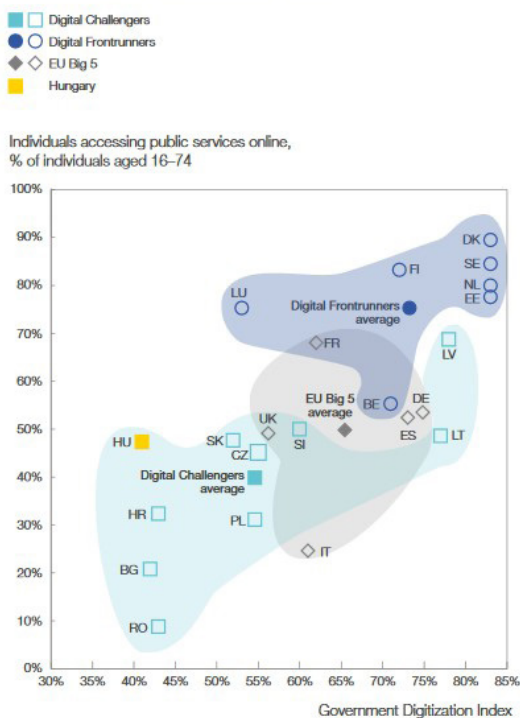 Digital Challengers
Digital Frontrunners
EU Big 5
Hungary
Individuals accessing public services online,
% of individuals aged 16–74
100%
90%
80%
70%
60%
50%
40%
30%
20%
10%
0%
DK
SE
NL
EE
FI
LU
Digital Frontrunners
average
FR
LV
BE
DE
EU Big 5
average
ES
LT
UK
SI
HU
SK
CZ
Digital Challengers
average
HR
PL
IT
BG
RO
30% 35% 40% 45% 50% 55% 60% 65% 70% 75% 80% 85%
Government Digitization Index